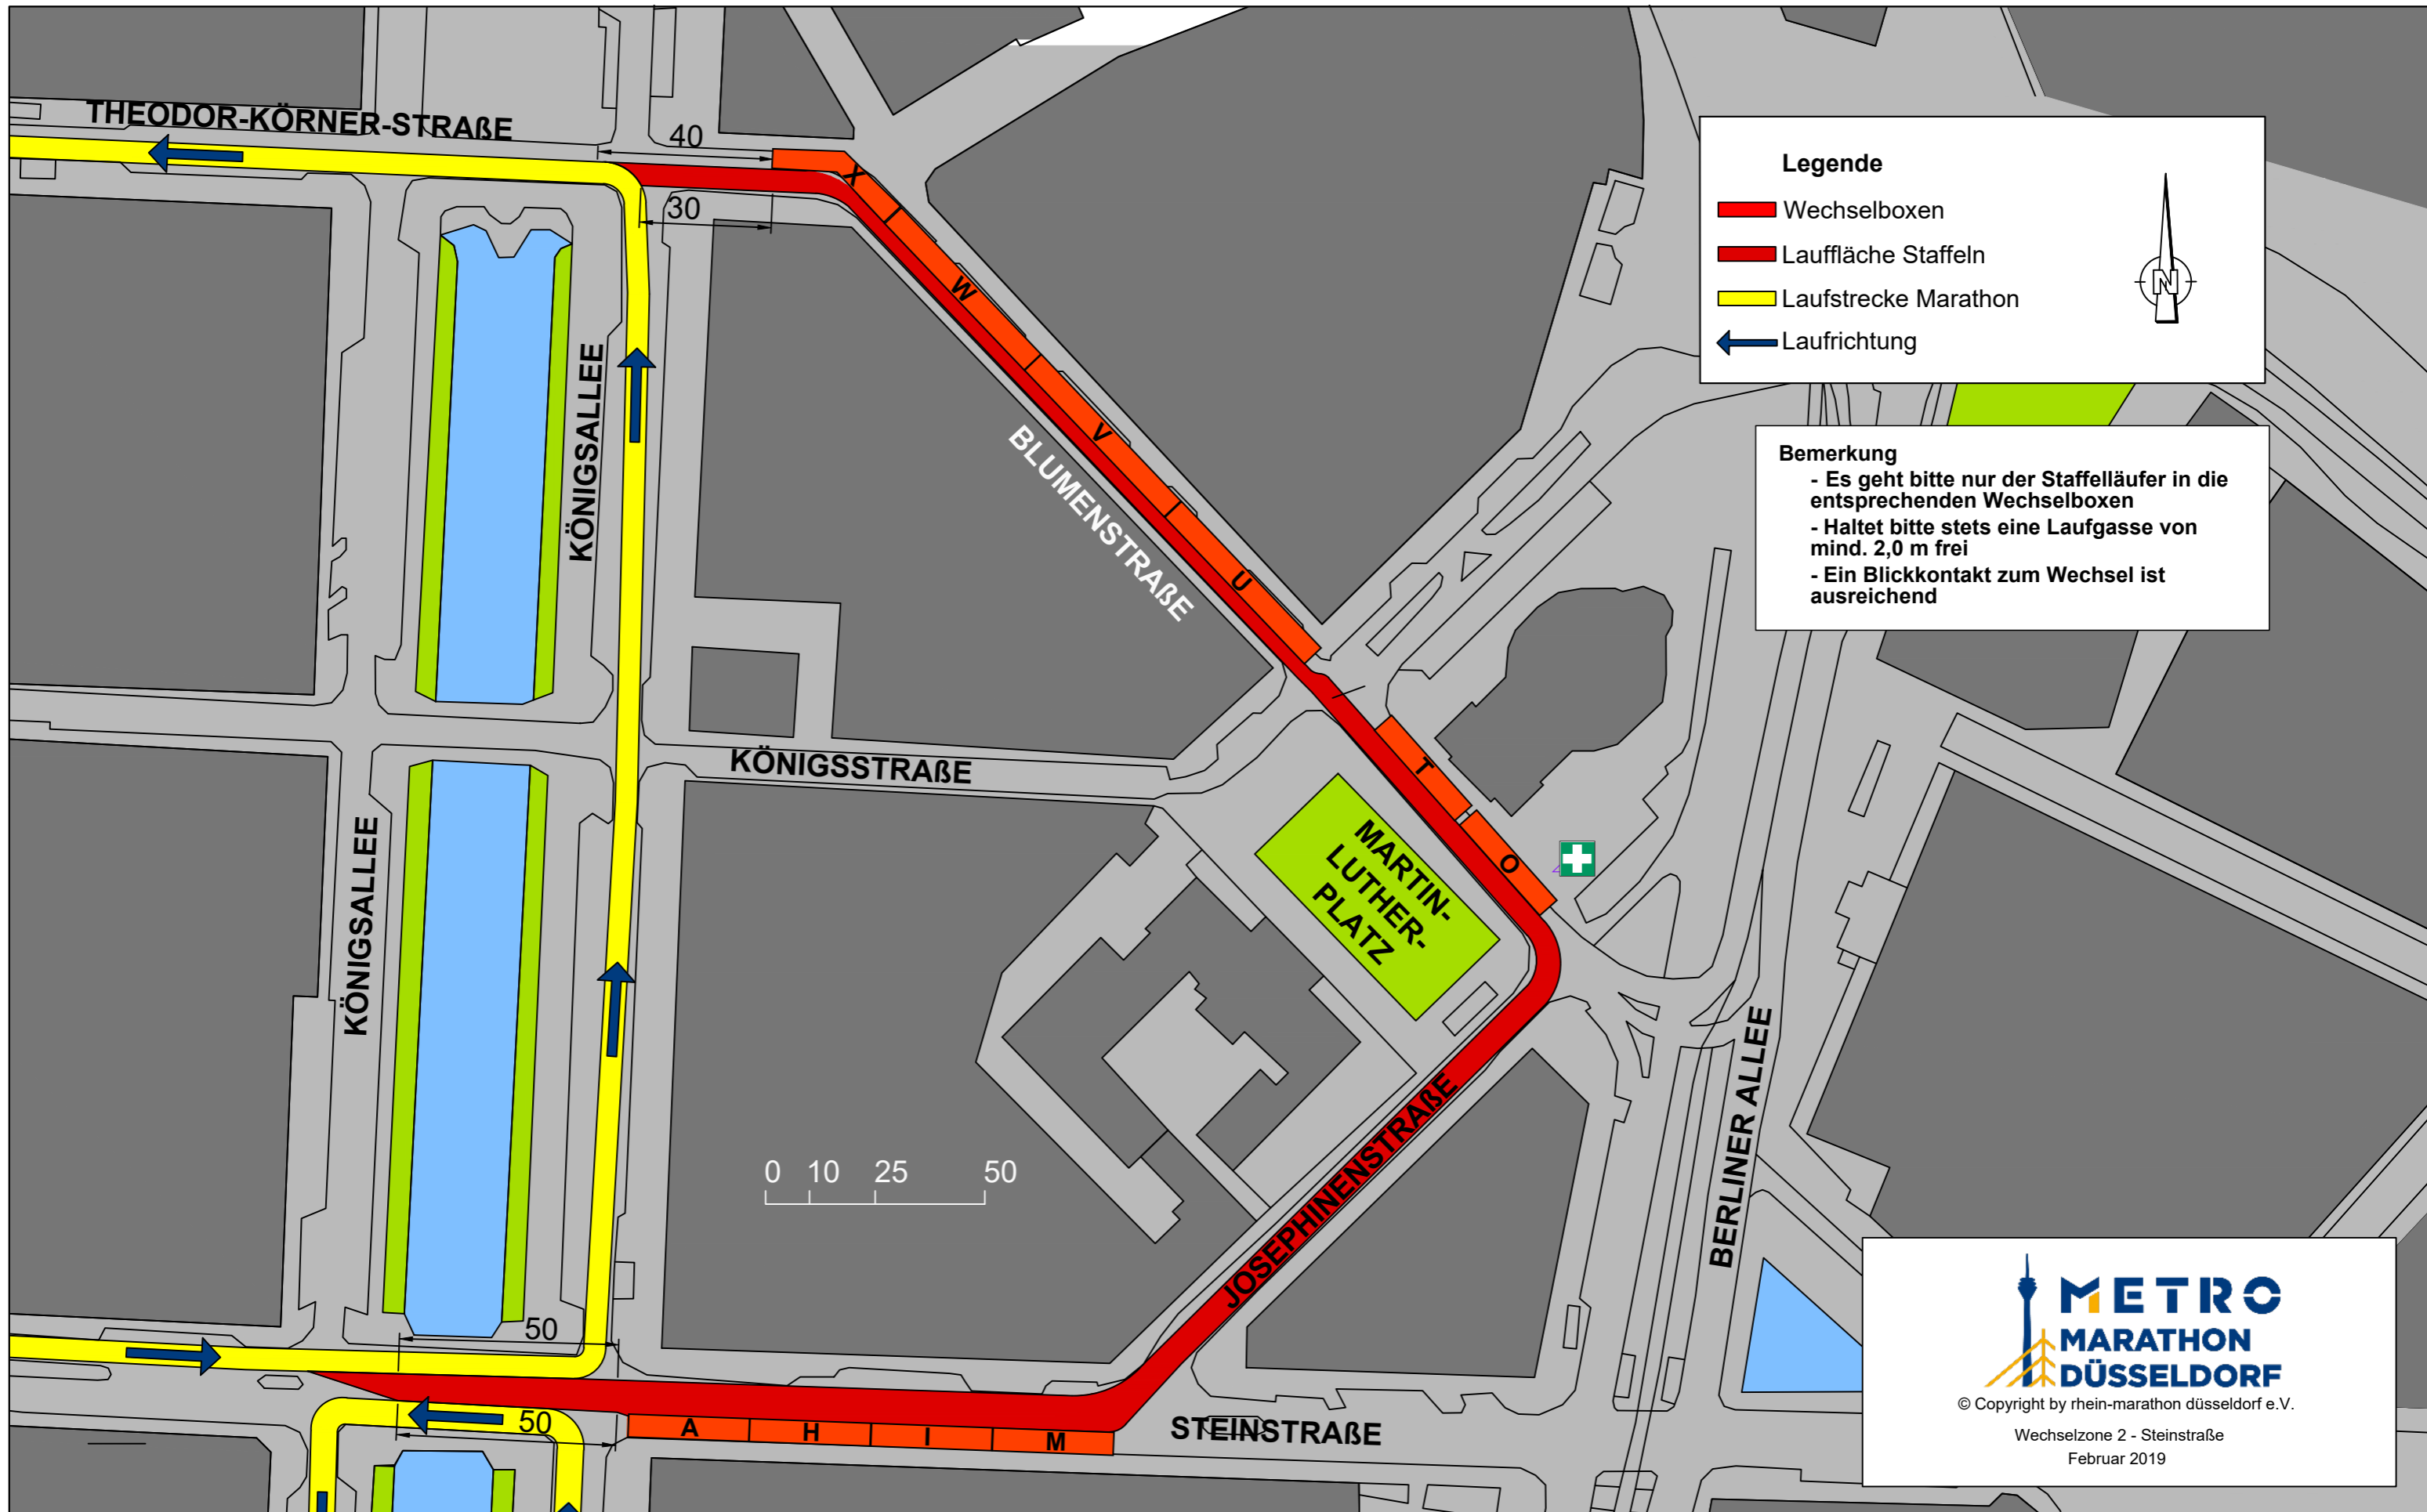 THEODOR-KÖRNER-STRAßE
40
30
X
W
V
U
T
O
KÖNIGSALLEE
BLUMENSTRAßE
KÖNIGSSTRAßE
KÖNIGSALLEE
MARTIN-
LUTHER-
PLATZ
JOSEPHINENSTRAßE
BERLINER ALLEE
0 10 25 50
50
50
A H I M
STEINSTRAßE
Legende
Wechselboxen
Lauffläche Staffeln
Laufstrecke Marathon
Laufrichtung
N
Bemerkung
- Es geht bitte nur der Staffelläufer in die
entsprechenden Wechselboxen
- Haltet bitte stets eine Laufgasse von
mind. 2,0 m frei
- Ein Blickkontakt zum Wechsel ist
ausreichend
METRO
MARATHON
DÜSSELDORF
© Copyright by rhein-marathon düsseldorf e.V.
Wechselzone 2 - Steinstraße
Februar 2019